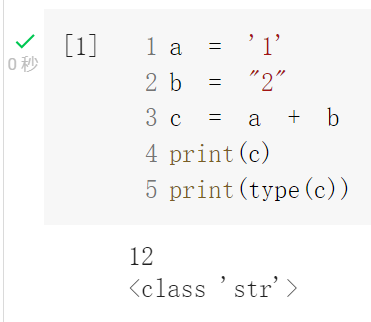 [1]
0 秒
1 a = '1'
2 b = "2"
3 c = a + b
4 print(c)
5 print(type(c))
12
<class 'str'>